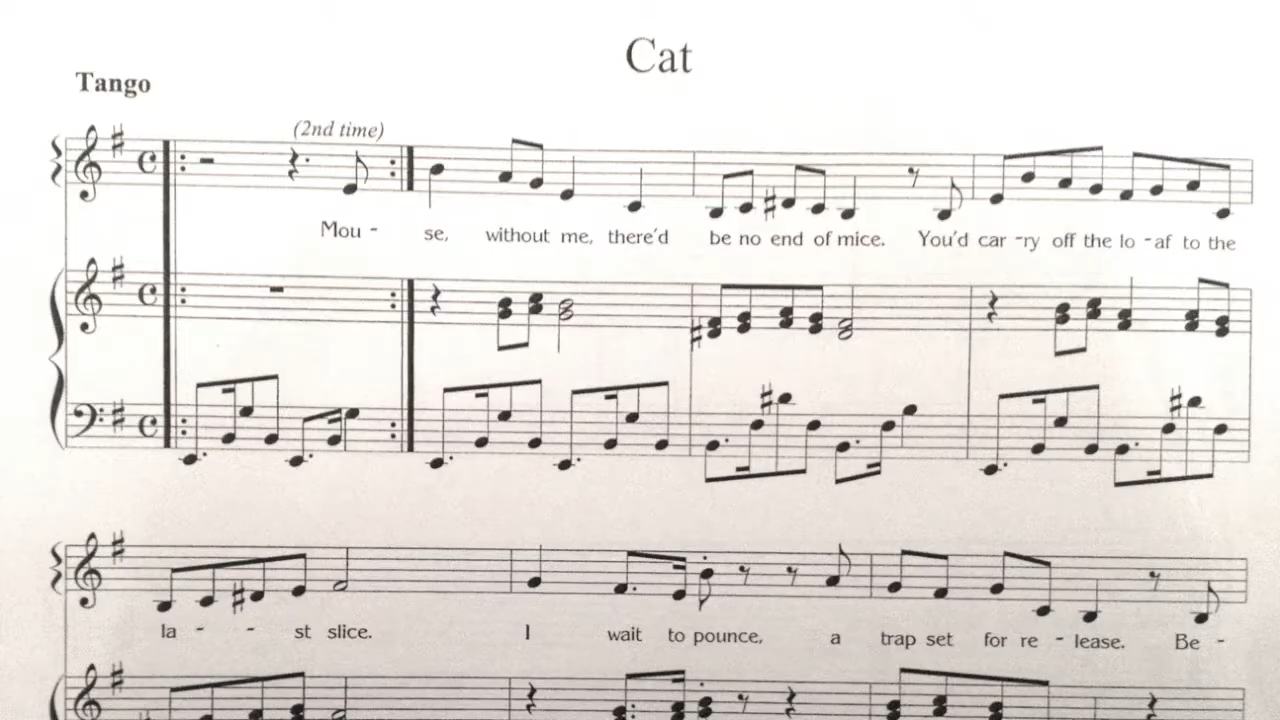 Cat
Tango
(2nd time)
Mou - se, without me, there'd be no end of mice. You'd car -ry off the lo -af to the
la - - st slice. I wait to pounce, a trap set for re - lease. Be -